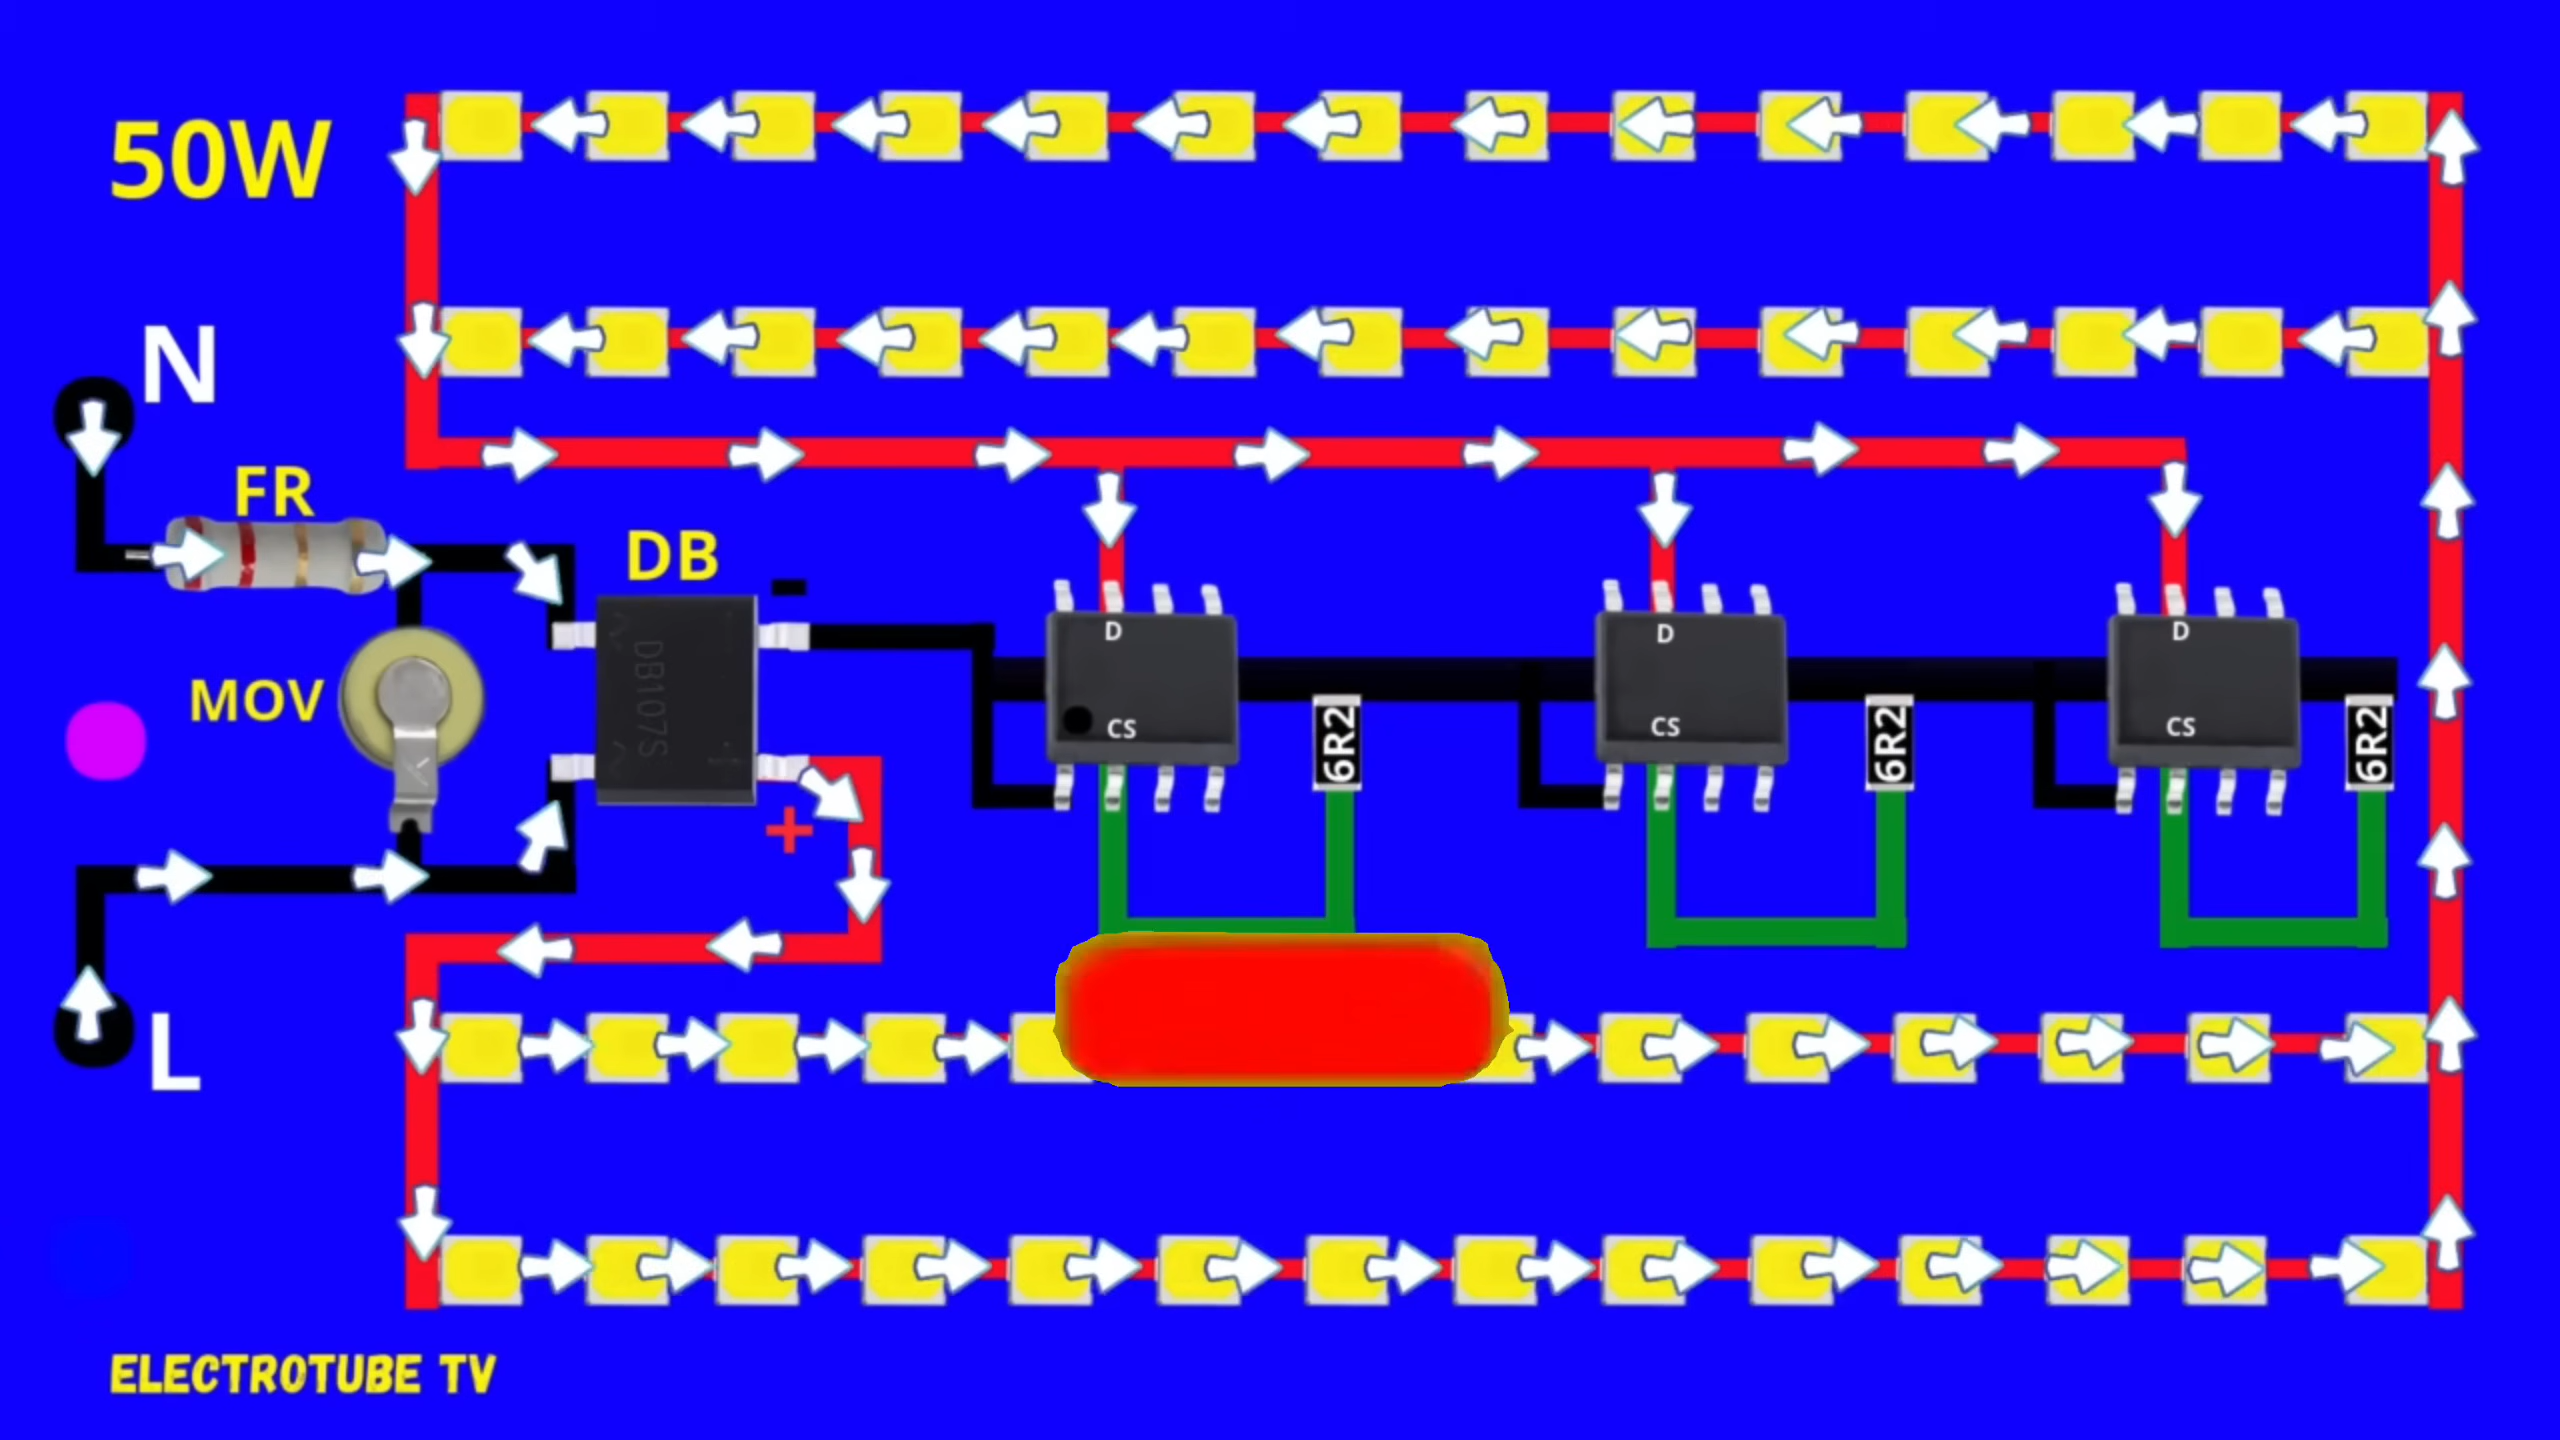 50W
N
FR
DB
-
MOV
DB107S
+
D
CS
6R2
D
CS
6R2
D
CS
6R2
L
ELECTROTUBE TV